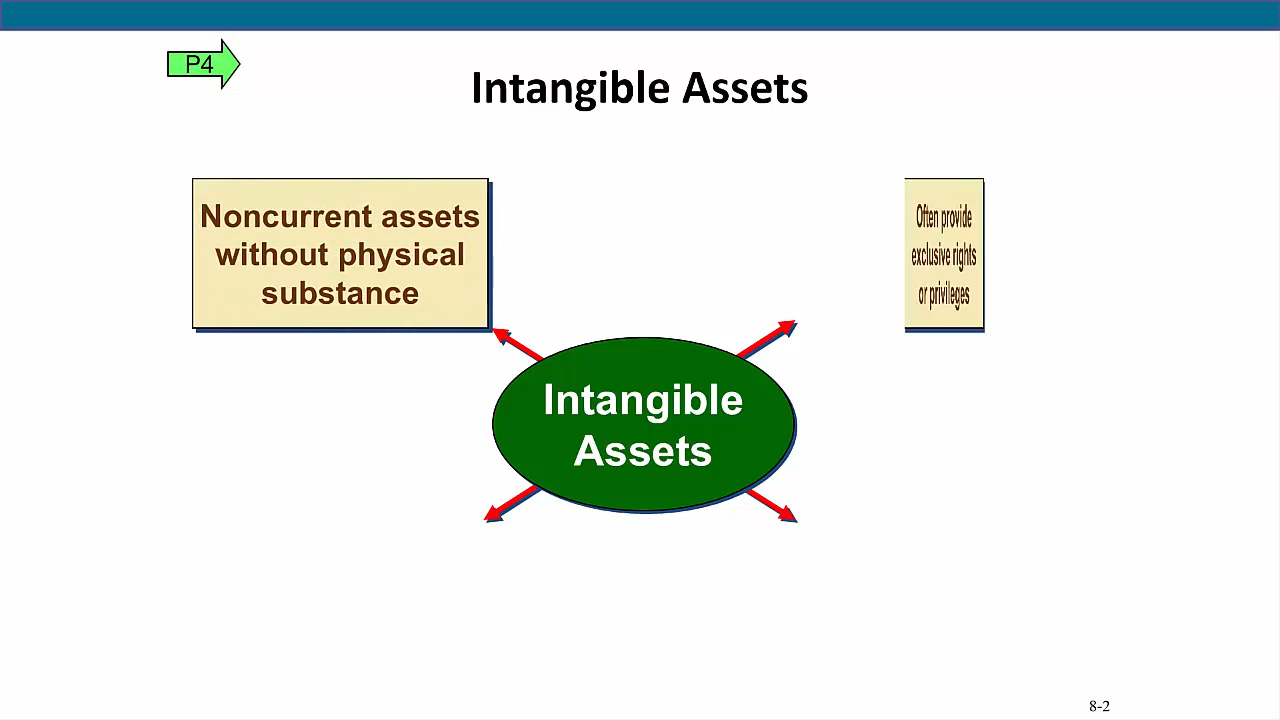 P4
Intangible Assets
Noncurrent assets
without physical
substance
Often provide
exclusive rights
or privileges
Intangible
Assets
8-2